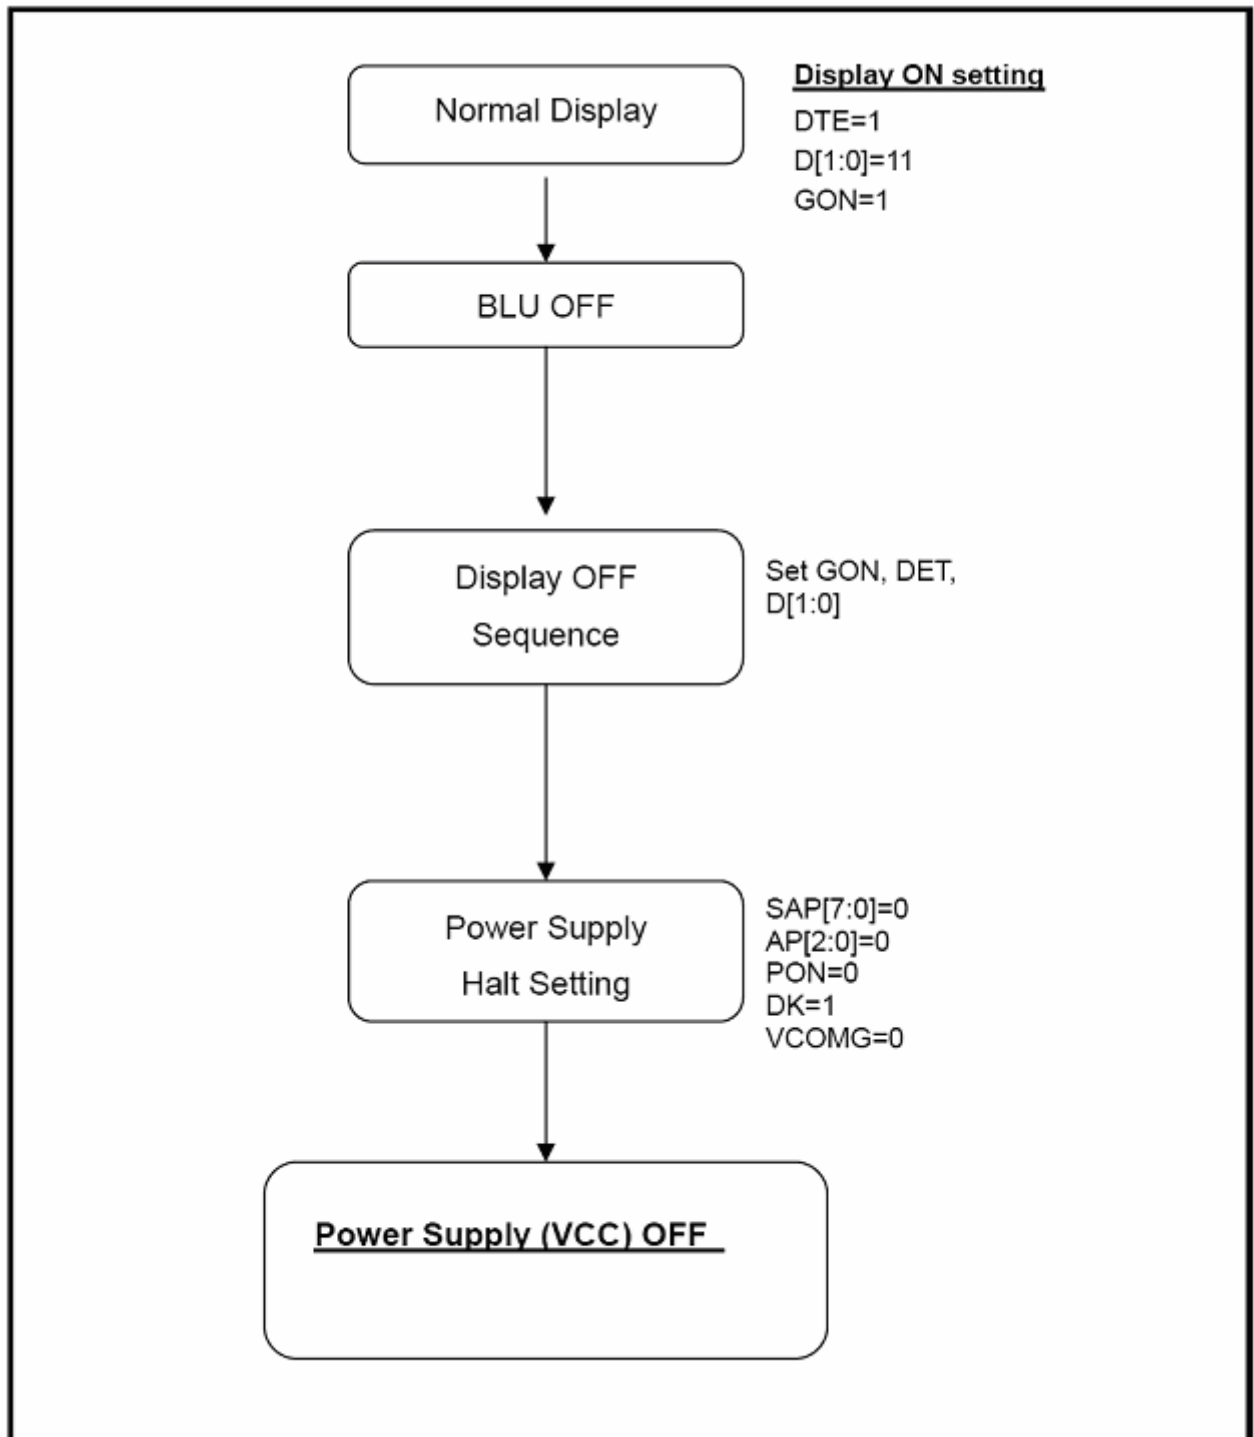 Normal Display
Display ON setting
DTE=1
D[1:0]=11
GON=1
BLU OFF
Display OFF
Sequence
Set GON, DET,
D[1:0]
Power Supply
Halt Setting
SAP[7:0]=0
AP[2:0]=0
PON=0
DK=1
VCOMG=0
Power Supply (VCC) OFF